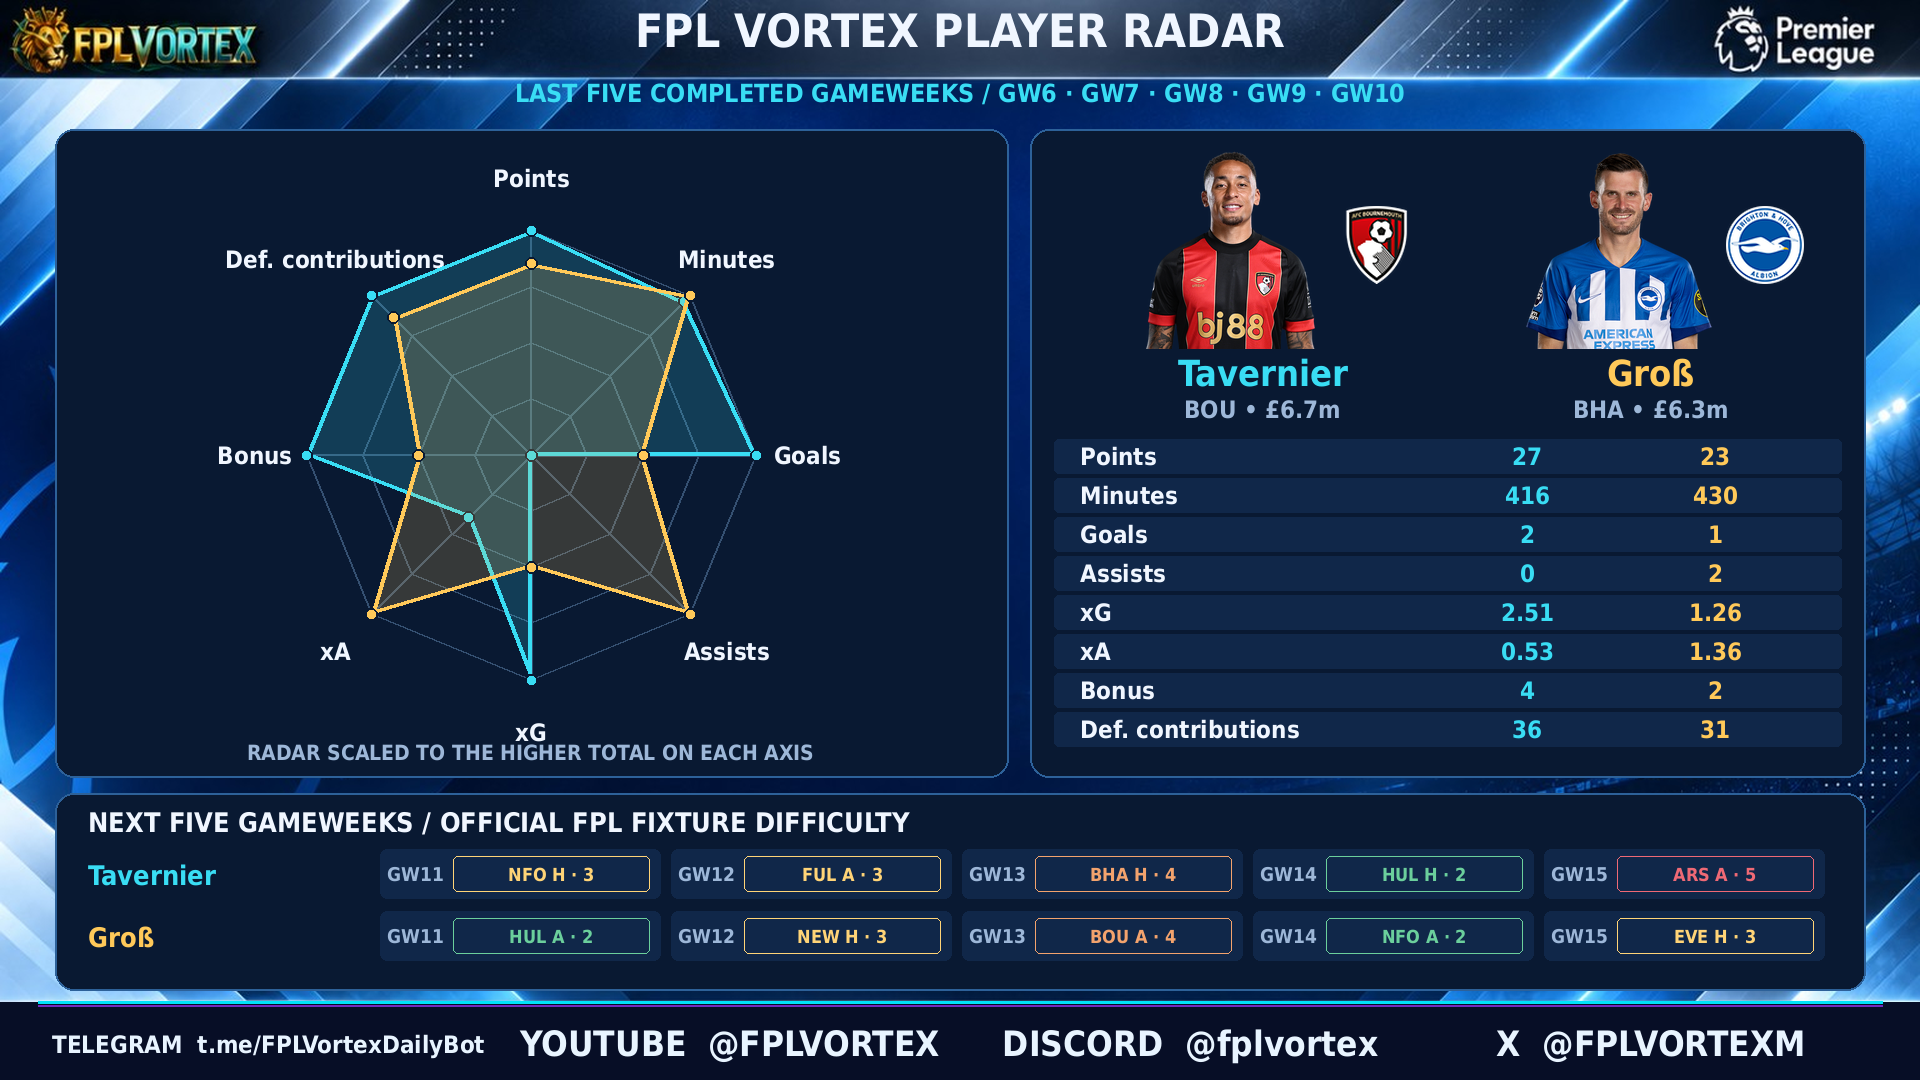 FPLVORTEX
FPL VORTEX PLAYER RADAR
Premier
League
LAST FIVE COMPLETED GAMEWEEKS / GW6 · GW7 · GW8 · GW9 · GW10
Points
Def. contributions
Minutes
Bonus
Goals
xA
Assists
xG
RADAR SCALED TO THE HIGHER TOTAL ON EACH AXIS
AFC BOURNEMOUTH
BRIGHTON & HOVE
ALBION
bj88
AMERICAN
EXPRESS
Tavernier
Groß
BOU • £6.7m
BHA • £6.3m
Points 27 23
Minutes 416 430
Goals 2 1
Assists 0 2
xG 2.51 1.26
xA 0.53 1.36
Bonus 4 2
Def. contributions 36 31
NEXT FIVE GAMEWEEKS / OFFICIAL FPL FIXTURE DIFFICULTY
Tavernier GW11 NFO H · 3 GW12 FUL A · 3 GW13 BHA H · 4 GW14 HUL H · 2 GW15 ARS A · 5
Groß GW11 HUL A · 2 GW12 NEW H · 3 GW13 BOU A · 4 GW14 NFO A · 2 GW15 EVE H · 3
TELEGRAM t.me/FPLVortexDailyBot YOUTUBE @FPLVORTEX DISCORD @fplvortex X @FPLVORTEXM